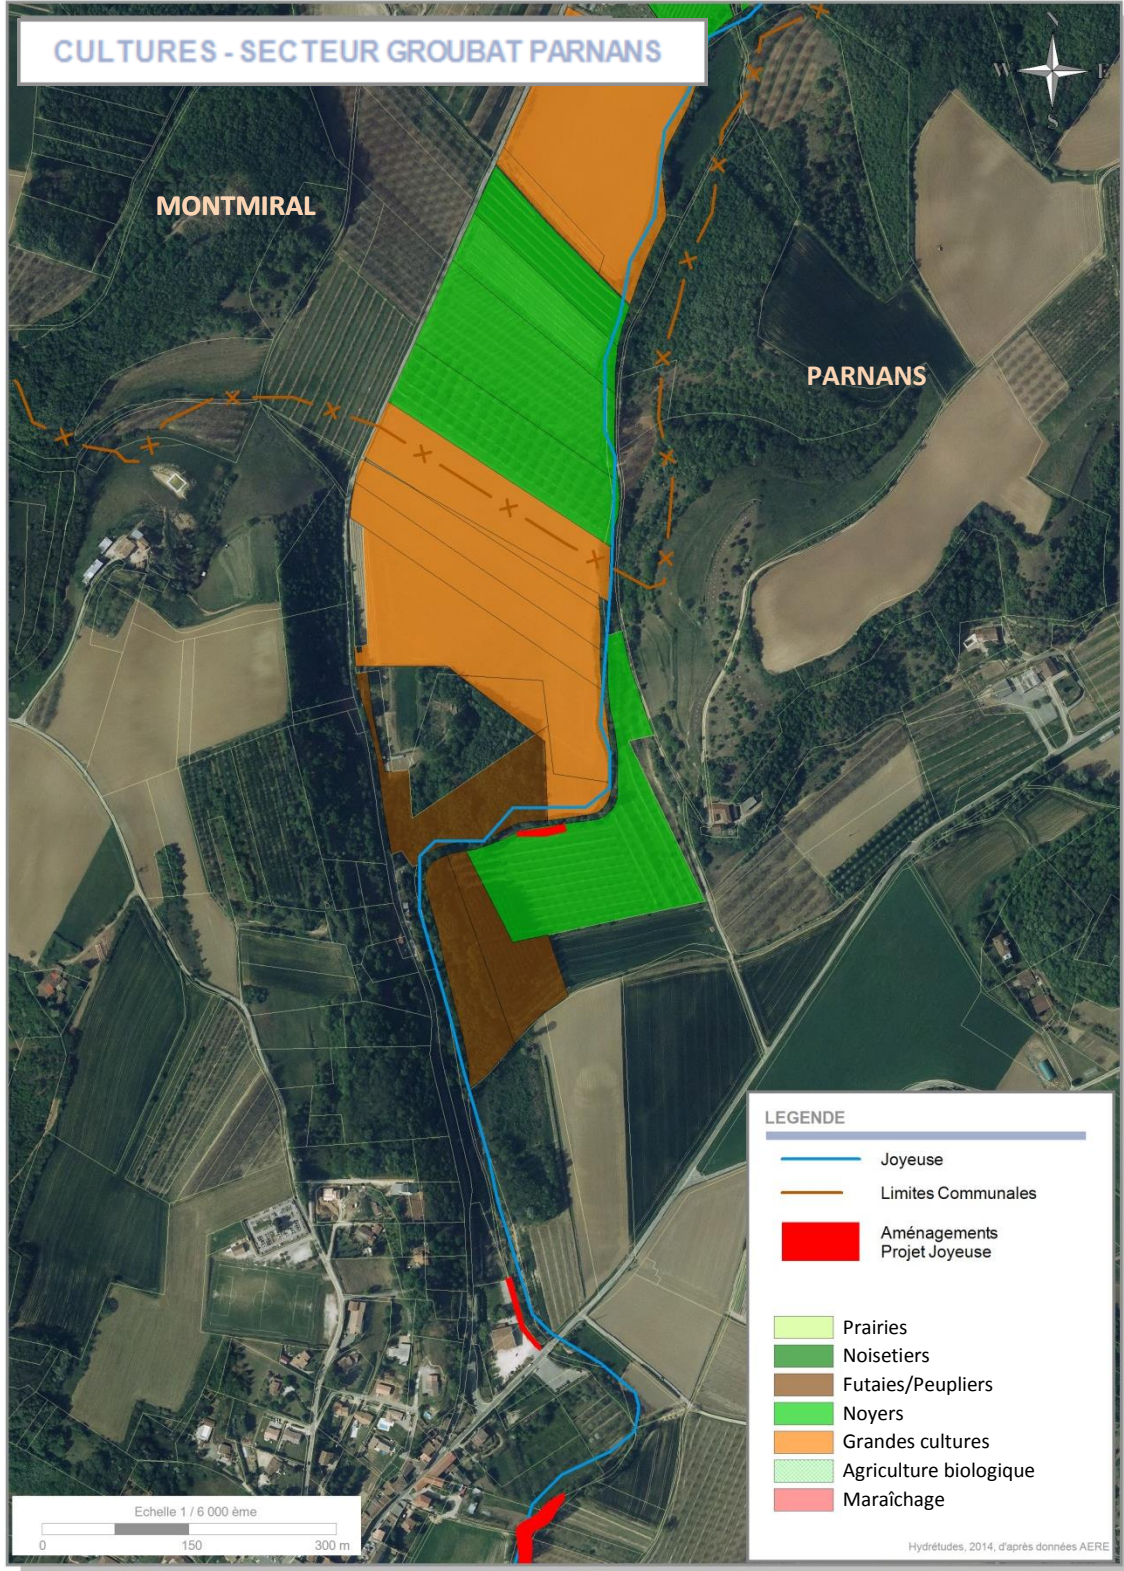 CULTURES - SECTEUR GROUBAT PARNANS
N
W E
S
MONTMIRAL
PARNANS
LEGENDE
Joyeuse
Limites Communales
Aménagements
Projet Joyeuse
Prairies
Noisetiers
Futaies/Peupliers
Noyers
Grandes cultures
Agriculture biologique
Maraîchage
Echelle 1 / 6 000 ème
0 150 300 m
Hydrétudes, 2014, d'après données AERE